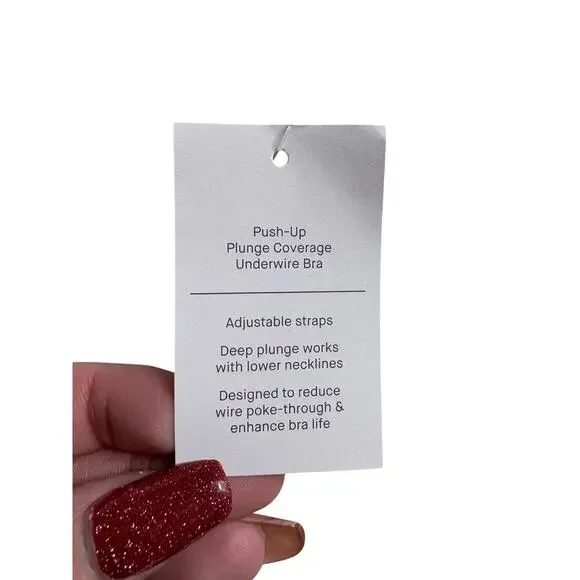 Push-Up
Plunge Coverage
Underwire Bra
Adjustable straps
Deep plunge works
with lower necklines
Designed to reduce
wire poke-through &
enhance bra life